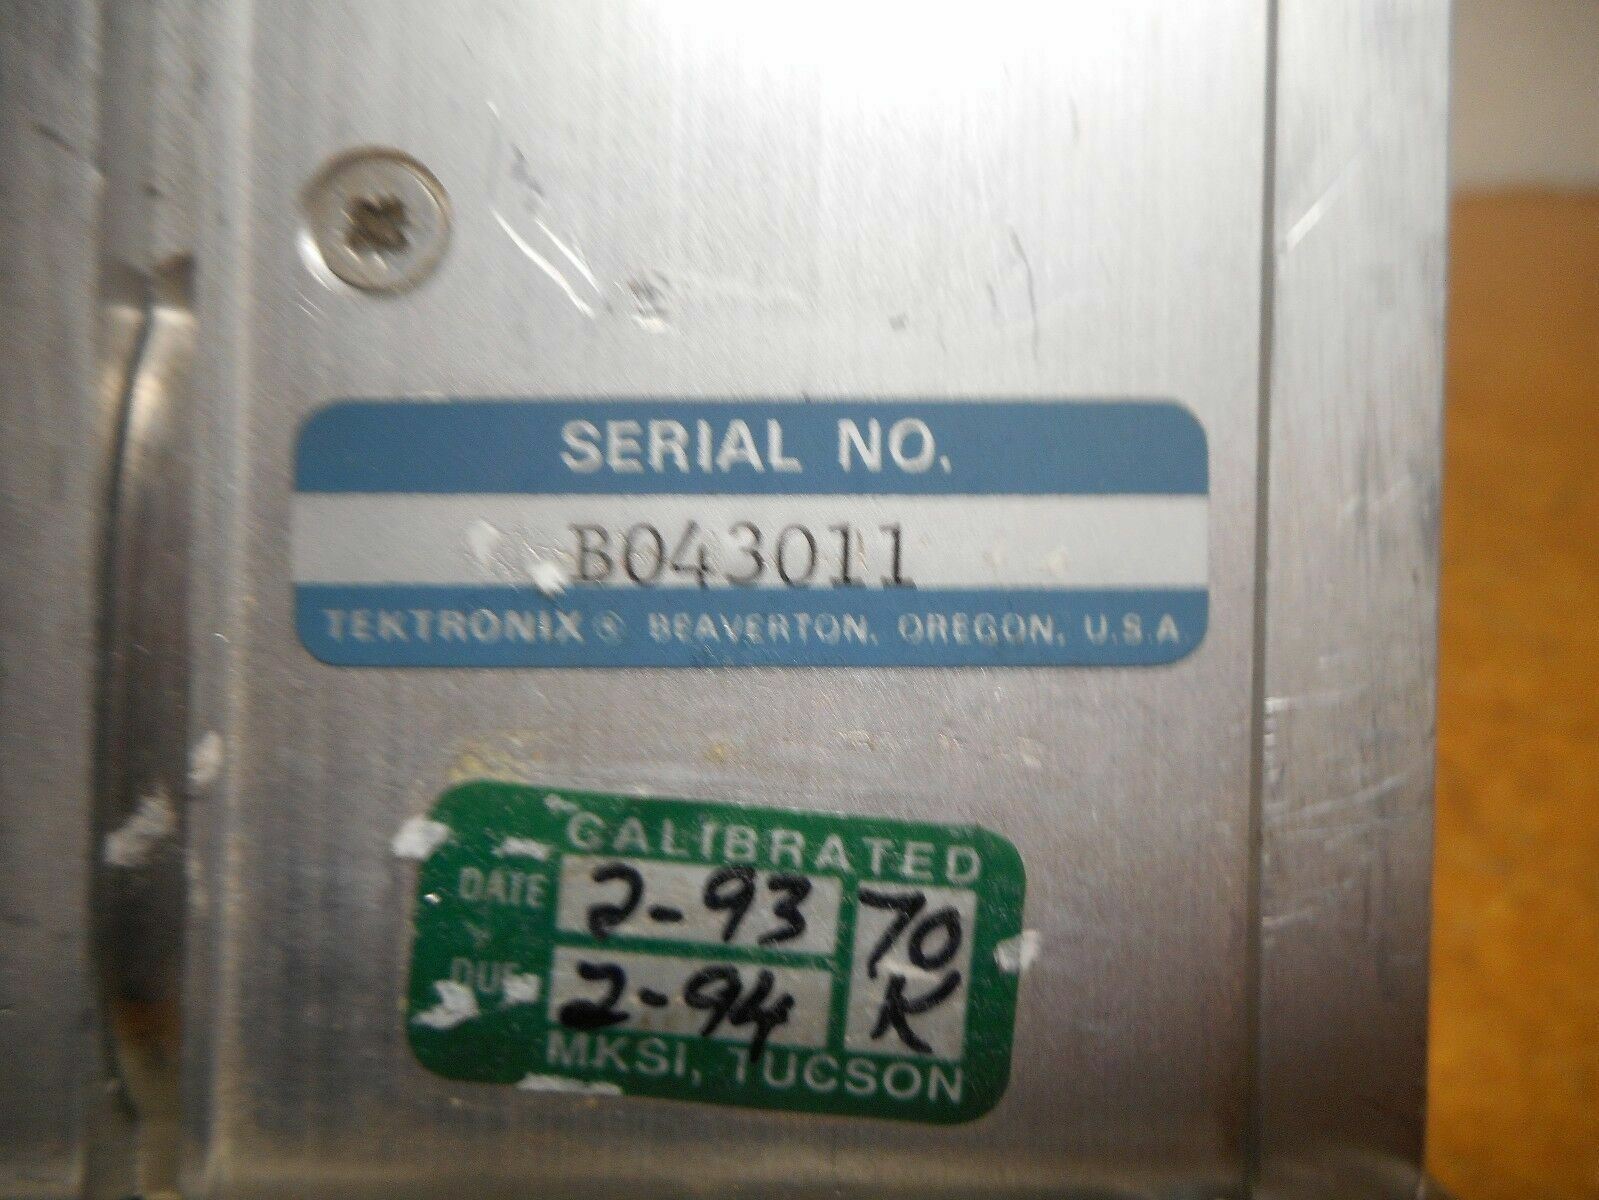 SERIAL NO.
B043011
TEKTRONIX ® BEAVERTON, OREGON, U.S.A
CALIBRATED
DATE 2-93 70
DUE 2-94 K
MKSI, TUCSON